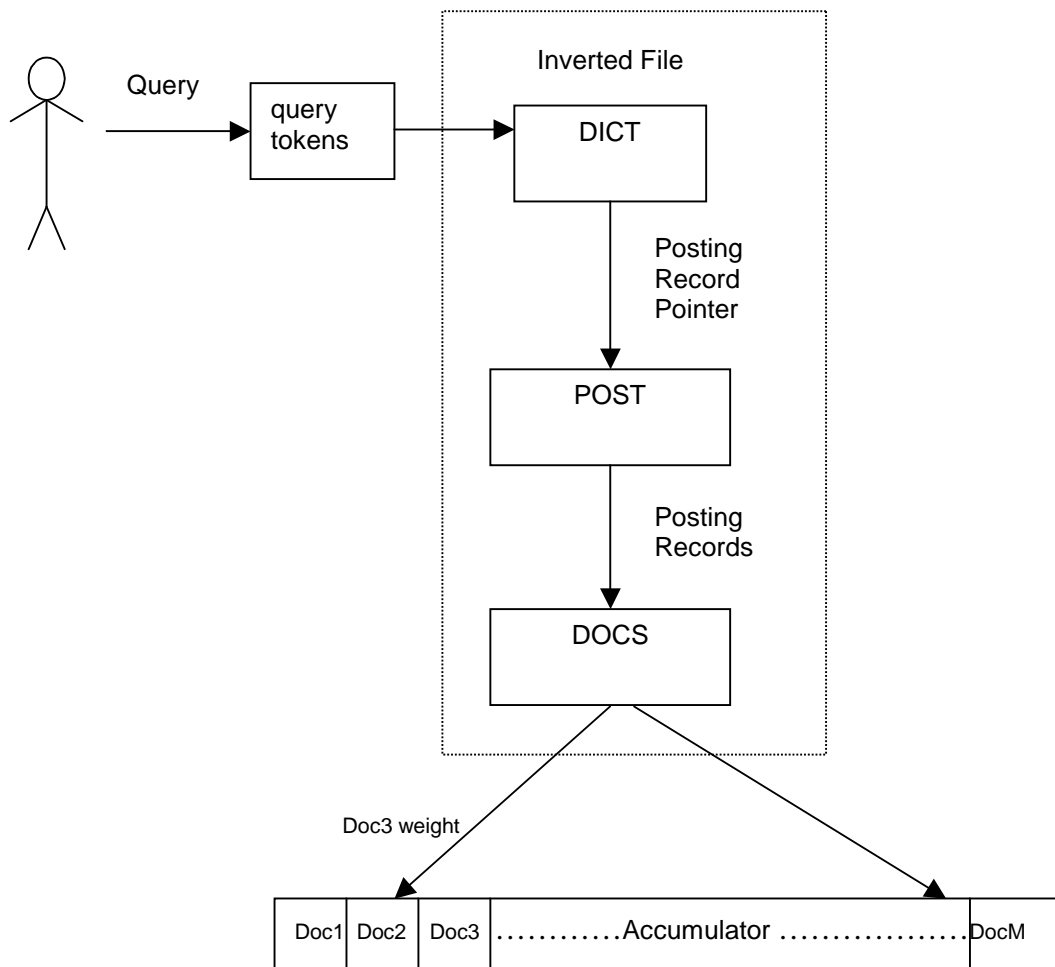 Inverted File
Query
query
tokens
DICT
Posting
Record
Pointer
POST
Posting
Records
DOCS
Doc3 weight
Doc1 Doc2 Doc3 ............Accumulator ...................DocM